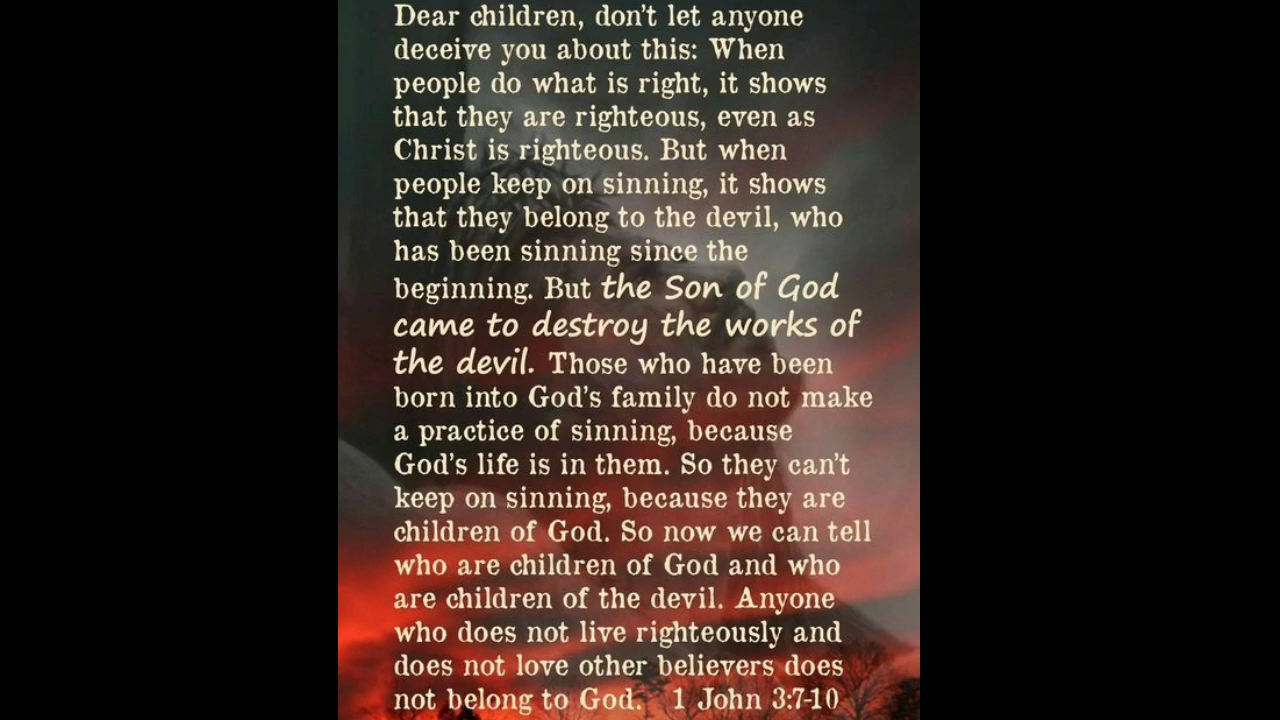 Dear children, don't let anyone
deceive you about this: When
people do what is right, it shows
that they are righteous, even as
Christ is righteous. But when
people keep on sinning, it shows
that they belong to the devil, who
has been sinning since the
beginning. But the Son of God
came to destroy the works of
the devil. Those who have been
born into God's family do not make
a practice of sinning, because
God's life is in them. So they can't
keep on sinning, because they are
children of God. So now we can tell
who are children of God and who
are children of the devil. Anyone
who does not live righteously and
does not love other believers does
not belong to God. 1 John 3:7-10